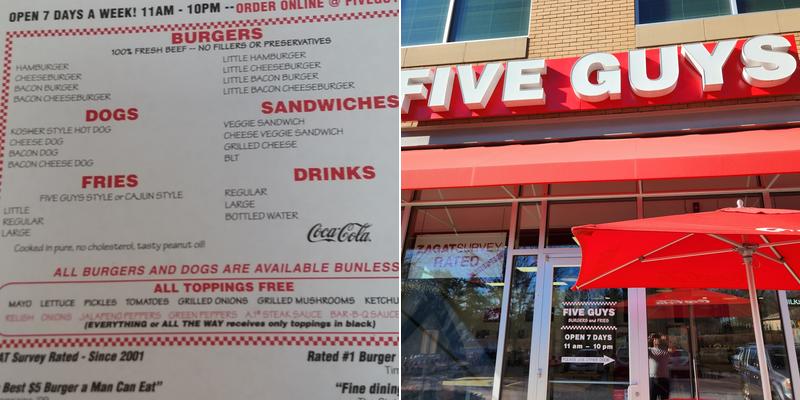 OPEN 7 DAYS A WEEK! 11AM - 10PM -- ORDER ONLINE @ FIVEGUY
BURGERS
100% FRESH BEEF -- NO FILLERS OR PRESERVATIVES
HAMBURGER
CHEESEBURGER
BACON BURGER
BACON CHEESEBURGER
LITTLE HAMBURGER
LITTLE CHEESEBURGER
LITTLE BACON BURGER
LITTLE BACON CHEESEBURGER
DOGS
KOSHER STYLE HOT DOG
CHEESE DOG
BACON DOG
BACON CHEESE DOG
SANDWICHES
VEGGIE SANDWICH
CHEESE VEGGIE SANDWICH
GRILLED CHEESE
BLT
FRIES
FIVE GUYS STYLE or CAJUN STYLE
LITTLE
REGULAR
LARGE
Cooked in pure, no cholesterol, tasty peanut oil!
DRINKS
REGULAR
LARGE
BOTTLED WATER
Coca-Cola
ALL BURGERS AND DOGS ARE AVAILABLE BUNLESS
ALL TOPPINGS FREE
MAYO LETTUCE PICKLES TOMATOES GRILLED ONIONS GRILLED MUSHROOMS KETCHU
RELISH ONIONS JALAPEÑO PEPPERS GREEN PEPPERS A.1® STEAK SAUCE BAR-B-Q SAUCE
(EVERYTHING or ALL THE WAY receives only toppings in black)
AT Survey Rated - Since 2001
Rated #1 Burger
Best $5 Burger a Man Can Eat"
"Fine dinin
FIVE GUYS
ZAGATSURVEY
RATED
FIVE GUYS
BURGERS and FRIES
OPEN 7 DAYS
11 am - 10 pm